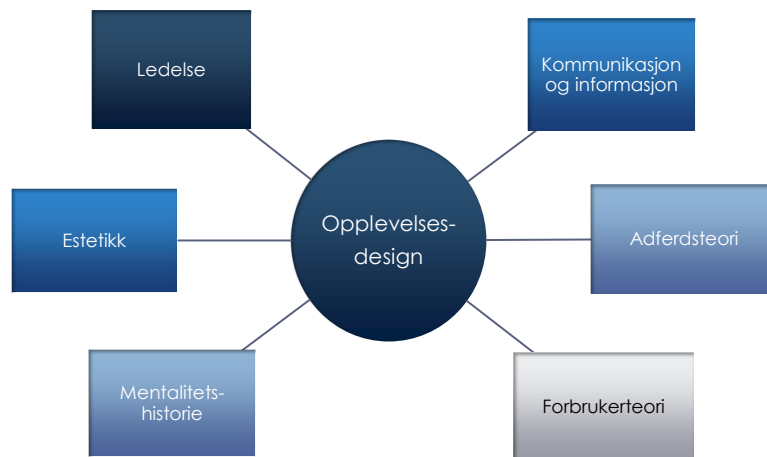 Ledelse
Kommunikasjon
og informasjon
Opplevelses-
design
Estetikk
Adferdsteori
Mentalitets-
historie
Forbrukerteori